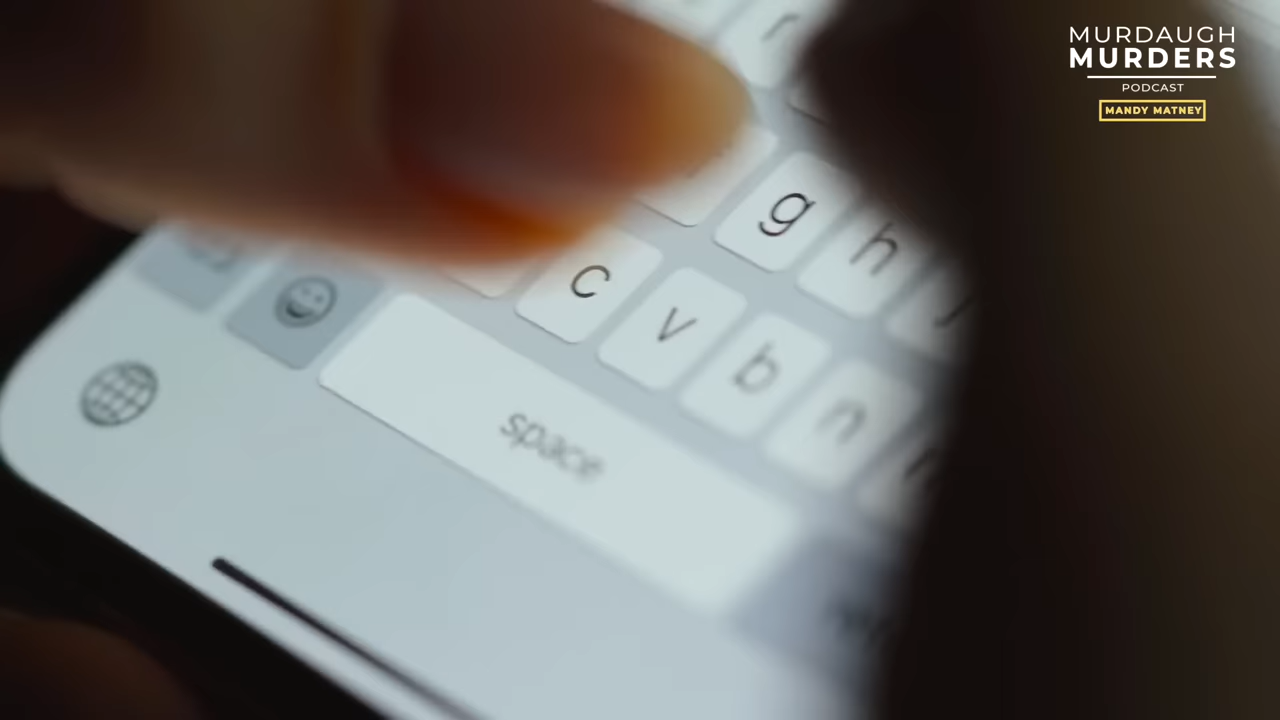 MURDAUGH
MURDERS
PODCAST
MANDY MATNEY
r
g h
c v b n
space